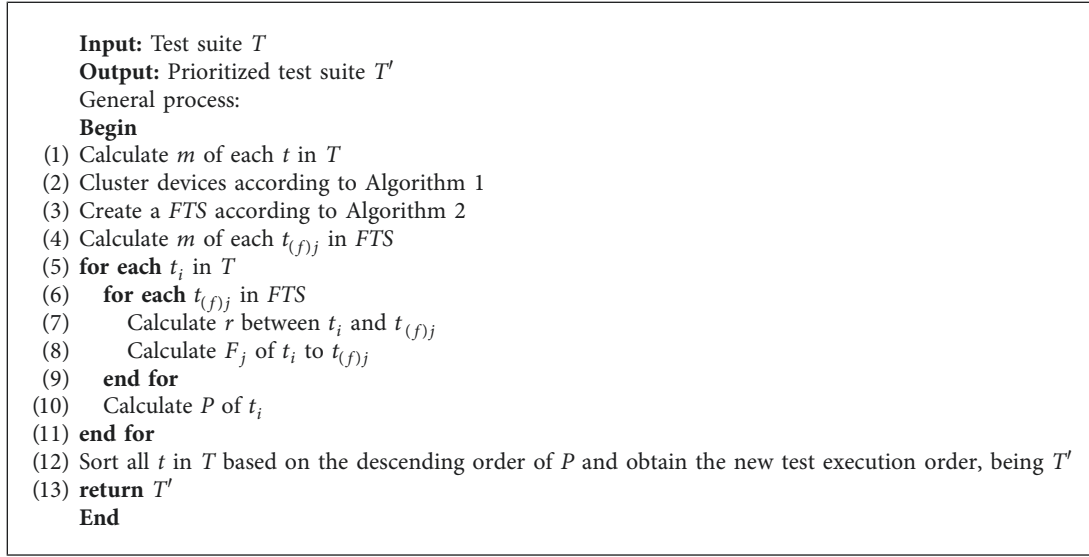 Input: Test suite T
Output: Prioritized test suite T′
General process:
Begin
(1) Calculate m of each t in T
(2) Cluster devices according to Algorithm 1
(3) Create a FTS according to Algorithm 2
(4) Calculate m of each t(f)j in FTS
(5) for each ti in T
(6) for each t(f)j in FTS
(7) Calculate r between ti and t(f)j
(8) Calculate Fj of ti to t(f)j
(9) end for
(10) Calculate P of ti
(11) end for
(12) Sort all t in T based on the descending order of P and obtain the new test execution order, being T′
(13) return T′
End